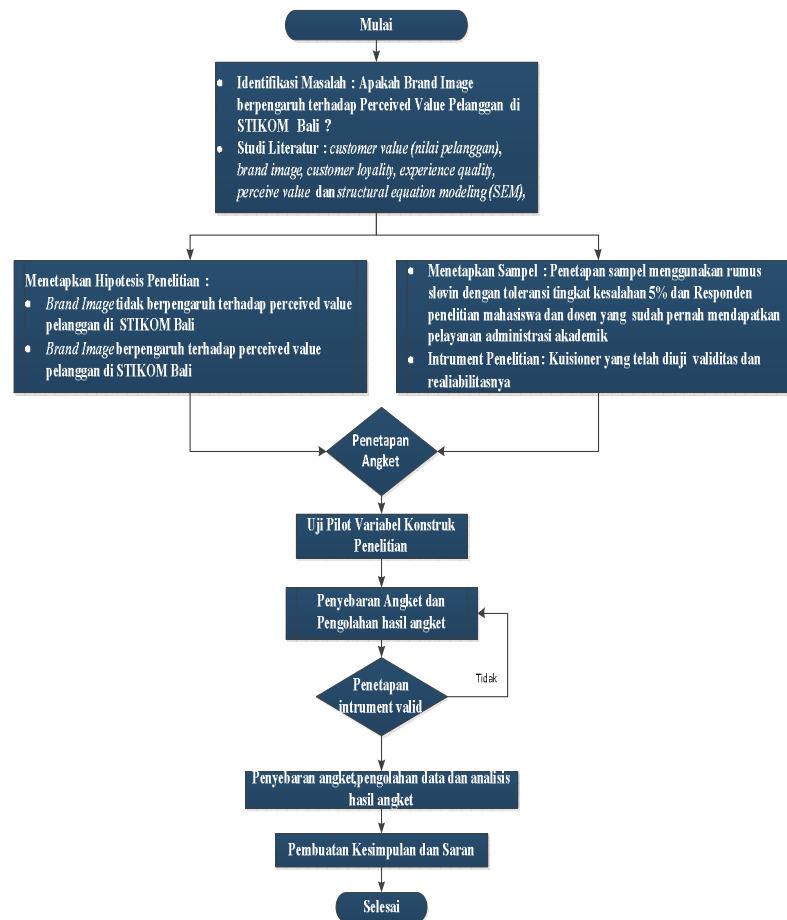 Mulai
• Identifikasi Masalah : Apakah Brand Image
berpengaruh terhadap Perceived Value Pelanggan di
STIKOM Bali ?
• Studi Literatur : customer value (nilai pelanggan),
brand image, customer loyality, experience quality,
perceive value dan structural equation modeling (SEM),
Menetapkan Hipotesis Penelitian :
• Brand Image tidak berpengaruh terhadap perceived value
pelanggan di STIKOM Bali
• Brand Image berpengaruh terhadap perceived value
pelanggan di STIKOM Bali
• Menetapkan Sampel : Penetapan sampel menggunakan rumus
slovin dengan toleransi tingkat kesalahan 5% dan Responden
penelitian mahasiswa dan dosen yang sudah pernah mendapatkan
pelayanan administrasi akademik
• Intrument Penelitian : Kuisioner yang telah diuji validitas dan
realiabilitasnya
Penetapan
Angket
Uji Pilot Variabel Konstruk
Penelitian
Penyebaran Angket dan
Pengolahan hasil angket
Tidak
Penetapan
intrument valid
Penyebaran angket,pengolahan data dan analisis
hasil angket
Pembuatan Kesimpulan dan Saran
Selesai